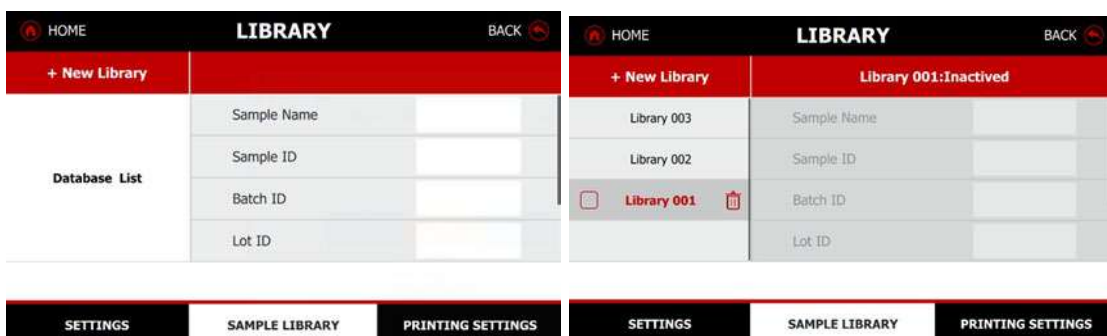 HOME LIBRARY BACK
+ New Library
Database List
Sample Name
Sample ID
Batch ID
Lot ID
SETTINGS SAMPLE LIBRARY PRINTING SETTINGS
HOME LIBRARY BACK
+ New Library Library 001:Inactived
Library 003 Sample Name
Library 002 Sample ID
Library 001 Batch ID
Lot ID
SETTINGS SAMPLE LIBRARY PRINTING SETTINGS